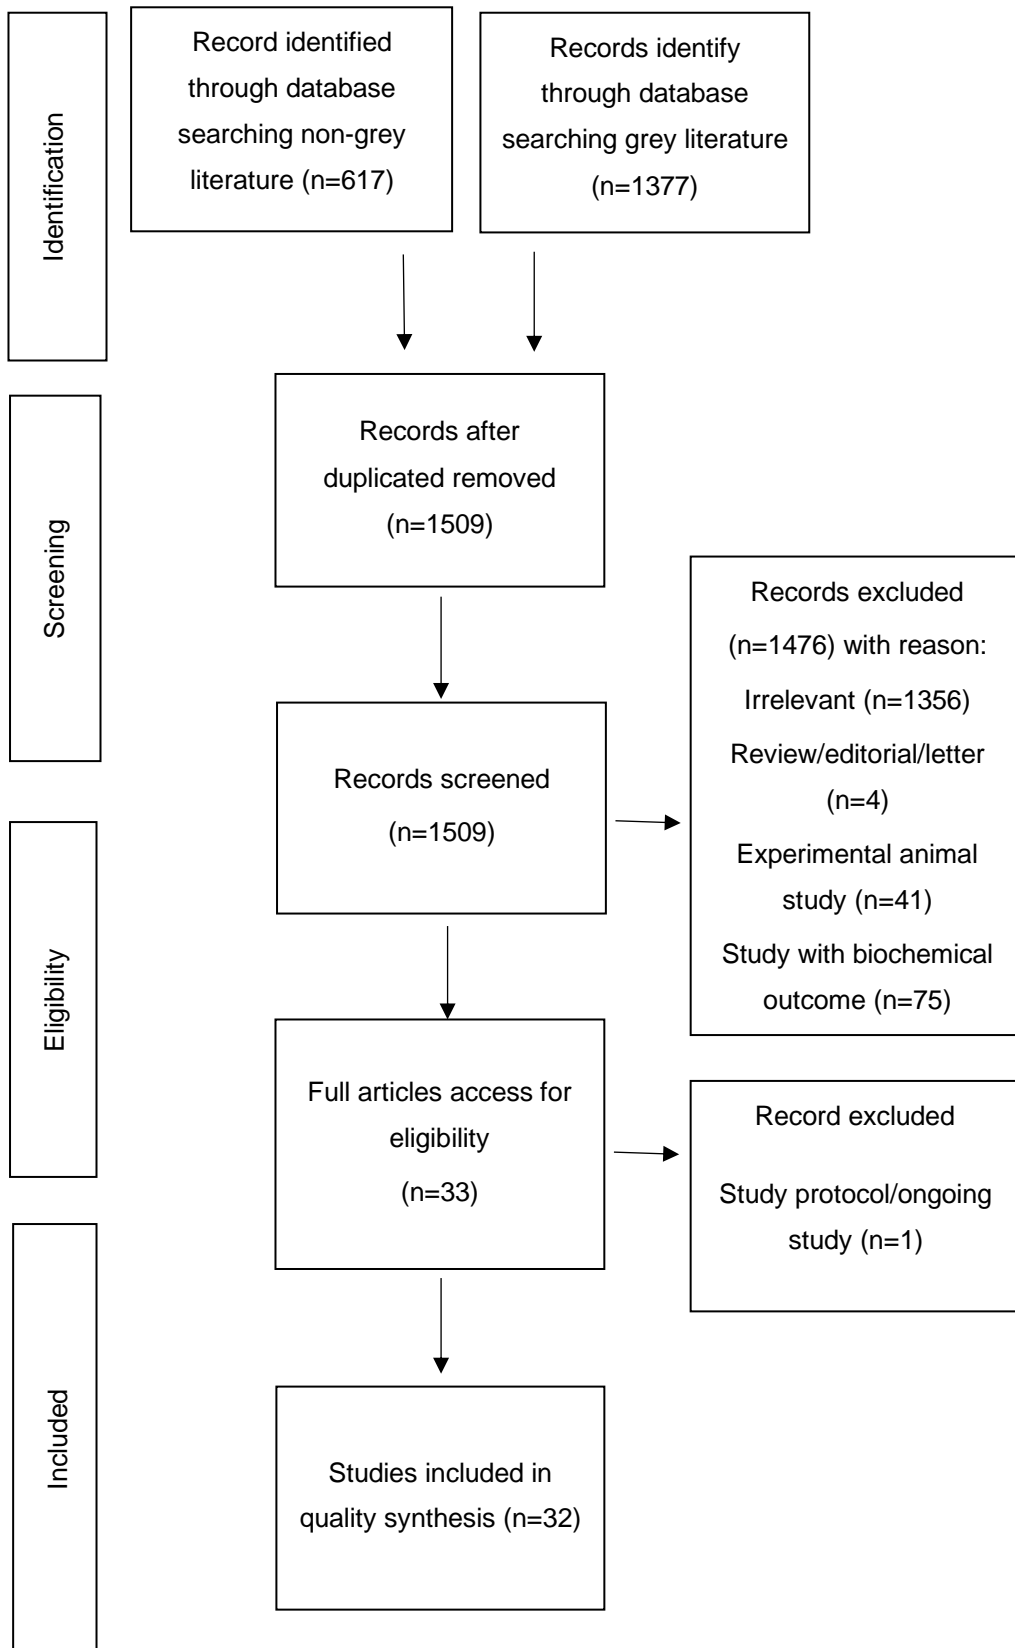 Identification
Record identified
through database
searching non-grey
literature (n=617)
Records identify
through database
searching grey literature
(n=1377)
Screening
Records after
duplicated removed
(n=1509)
Records screened
(n=1509)
Records excluded
(n=1476) with reason:
Irrelevant (n=1356)
Review/editorial/letter
(n=4)
Experimental animal
study (n=41)
Study with biochemical
outcome (n=75)
Eligibility
Full articles access for
eligibility
(n=33)
Record excluded
Study protocol/ongoing
study (n=1)
Included
Studies included in
quality synthesis (n=32)